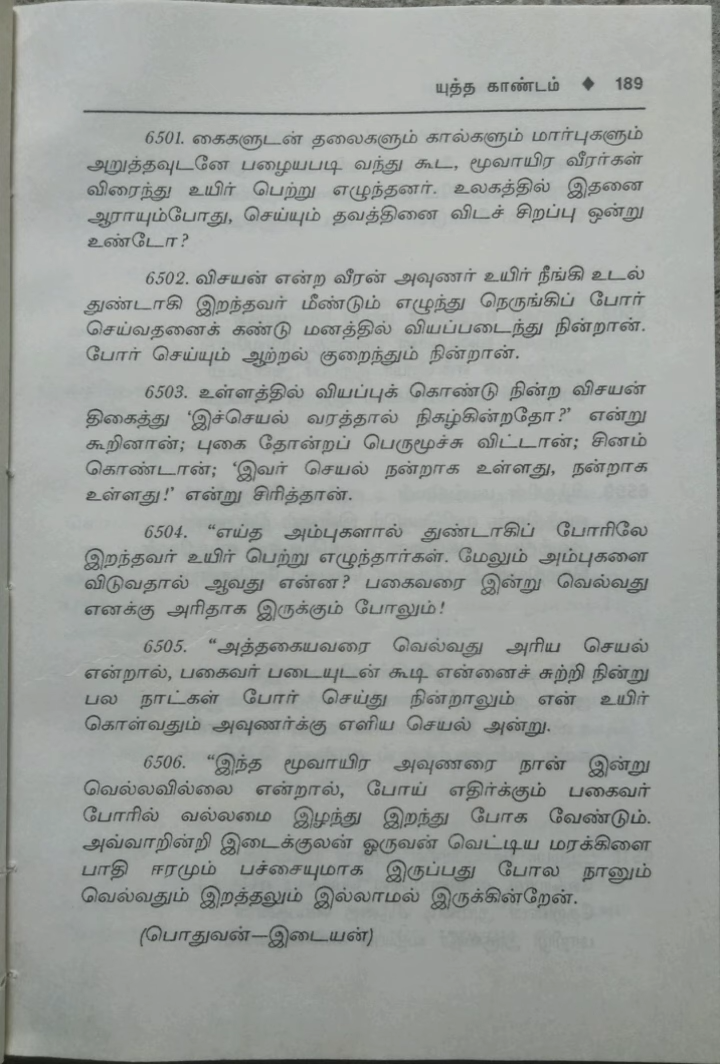 யுத்த காண்டம் ◆ 189
6501. கைகளுடன் தலைகளும் கால்களும் மார்புகளும்
அறுத்தவுடனே பழையபடி வந்து கூட, மூவாயிர வீரர்கள்
விரைந்து உயிர் பெற்று எழுந்தனர். உலகத்தில் இதனை
ஆராயும்போது, செய்யும் தவத்தினை விடச் சிறப்பு ஒன்று
உண்டோ?
6502. விசயன் என்ற வீரன் அவுணர் உயிர் நீங்கி உடல்
துண்டாகி இறந்தவர் மீண்டும் எழுந்து நெருங்கிப் போர்
செய்வதனைக் கண்டு மனத்தில் வியப்படைந்து நின்றான்.
போர் செய்யும் ஆற்றல் குறைந்தும் நின்றான்.
6503. உள்ளத்தில் வியப்புக் கொண்டு நின்ற விசயன்
திகைத்து ‘இச்செயல் வரத்தால் நிகழ்கின்றதோ?’ என்று
கூறினான்; புகை தோன்றப் பெருமூச்சு விட்டான்; சினம்
கொண்டான்; ‘இவர் செயல் நன்றாக உள்ளது, நன்றாக
உள்ளது!’ என்று சிரித்தான்.
6504. “எய்த அம்புகளால் துண்டாகிப் போரிலே
இறந்தவர் உயிர் பெற்று எழுந்தார்கள். மேலும் அம்புகளை
விடுவதால் ஆவது என்ன? பகைவரை இன்று வெல்வது
எனக்கு அரிதாக இருக்கும் போலும்!
6505. “அத்தகையவரை வெல்வது அரிய செயல்
என்றால், பகைவர் படையுடன் கூடி என்னைச் சுற்றி நின்று
பல நாட்கள் போர் செய்து நின்றாலும் என் உயிர்
கொள்வதும் அவுணர்க்கு எளிய செயல் அன்று.
6506. “இந்த மூவாயிர அவுணரை நான் இன்று
வெல்லவில்லை என்றால், போய் எதிர்க்கும் பகைவர்
போரில் வல்லமை இழந்து இறந்து போக வேண்டும்.
அவ்வாறின்றி இடைக்குலன் ஓருவன் வெட்டிய மரக்கிளை
பாதி ஈரமும் பச்சையுமாக இருப்பது போல நானும்
வெல்வதும் இறத்தலும் இல்லாமல் இருக்கின்றேன்.
(பொதுவன்—இடையன்)